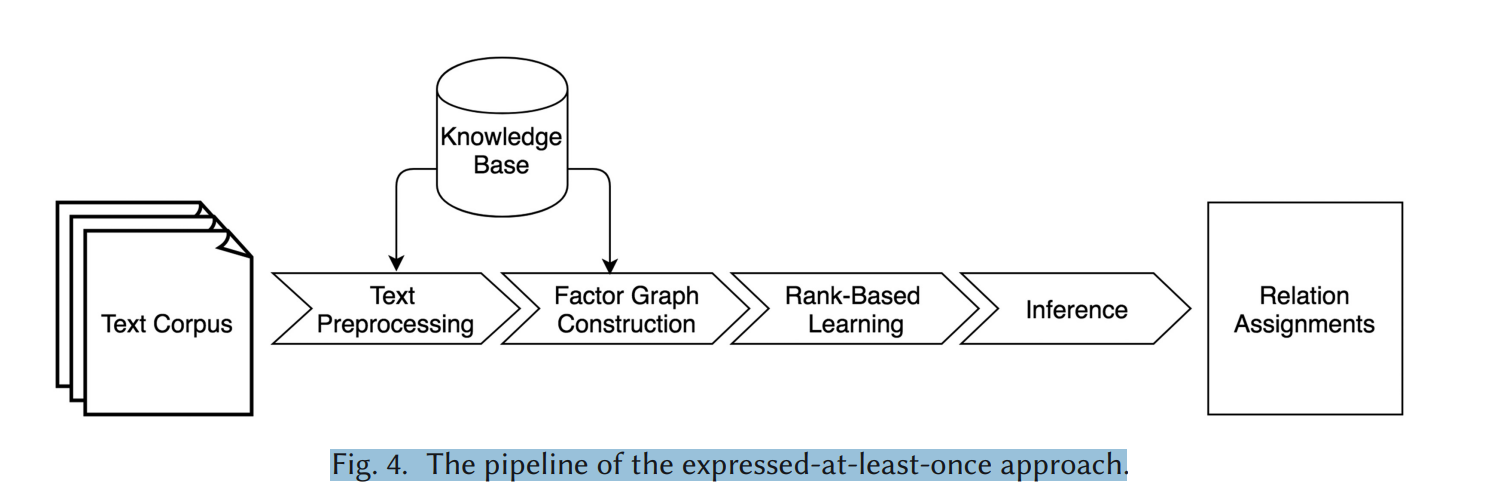 Knowledge
Base
Text Corpus
Text
Preprocessing
Factor Graph
Construction
Rank-Based
Learning
Inference
Relation
Assignments
Fig. 4. The pipeline of the expressed-at-least-once approach.